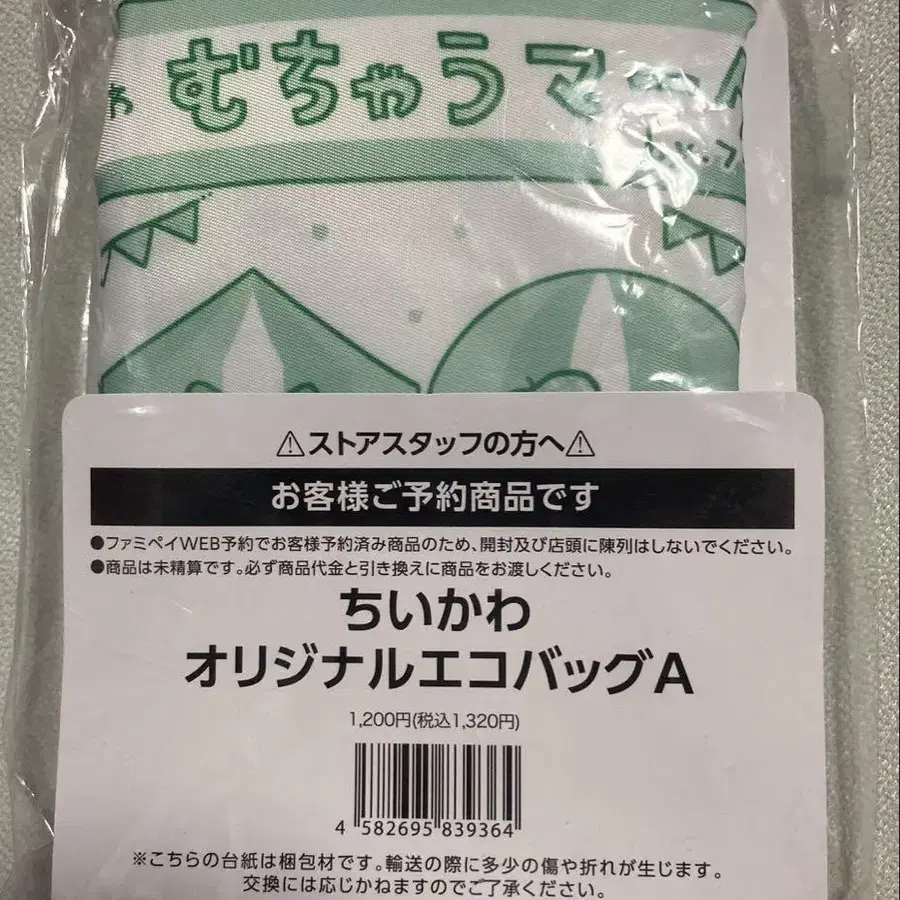 むちゃうマ
⚠ストアスタッフの方へ⚠
お客様ご予約商品です
●ファミペイWEB予約でお客様予約済み商品のため、開封及び店頭に陳列はしないでください。
●商品は未精算です。必ず商品代金と引き換えに商品をお渡しください。
ちいかわ
オリジナルエコバッグA
1,200円(税込1,320円)
4 582695 839364
※こちらの台紙は梱包材です。輸送の際に多少の傷や折れが生じます。
交換には応じかねますのでご了承ください。